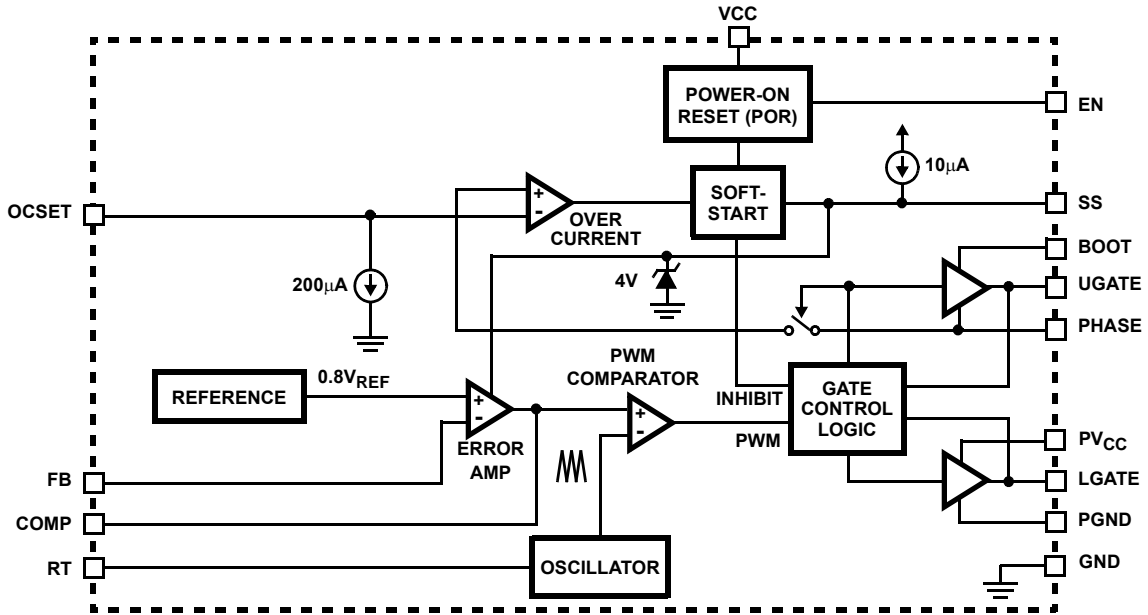 VCC
POWER-ON
RESET (POR)
EN
10μA
OCSET
+
-
OVER
CURRENT
SOFT-
START
SS
BOOT
200μA
4V
UGATE
PHASE
PWM
COMPARATOR
REFERENCE
0.8VREF
+
-
ERROR
AMP
+
-
INHIBIT
PWM
GATE
CONTROL
LOGIC
PVCC
FB
LGATE
COMP
PGND
RT
OSCILLATOR
GND